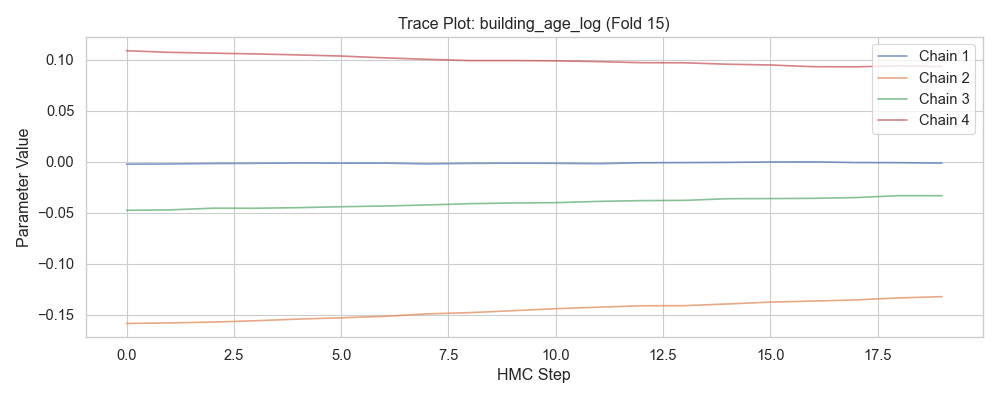 Trace Plot: building_age_log (Fold 15)
Chain 1
Chain 2
Chain 3
Chain 4
Parameter Value
0.10
0.05
0.00
−0.05
−0.10
−0.15
0.0 2.5 5.0 7.5 10.0 12.5 15.0 17.5
HMC Step